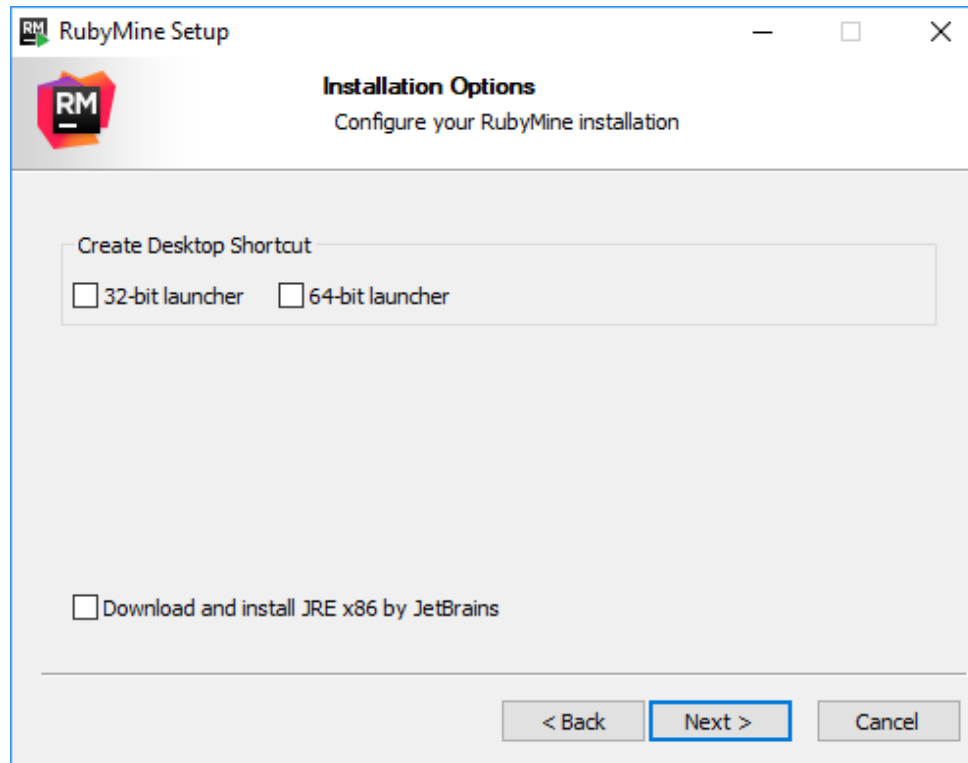 RM RubyMine Setup
RM
Installation Options
Configure your RubyMine installation
Create Desktop Shortcut
32-bit launcher 64-bit launcher
Download and install JRE x86 by JetBrains
< Back Next > Cancel